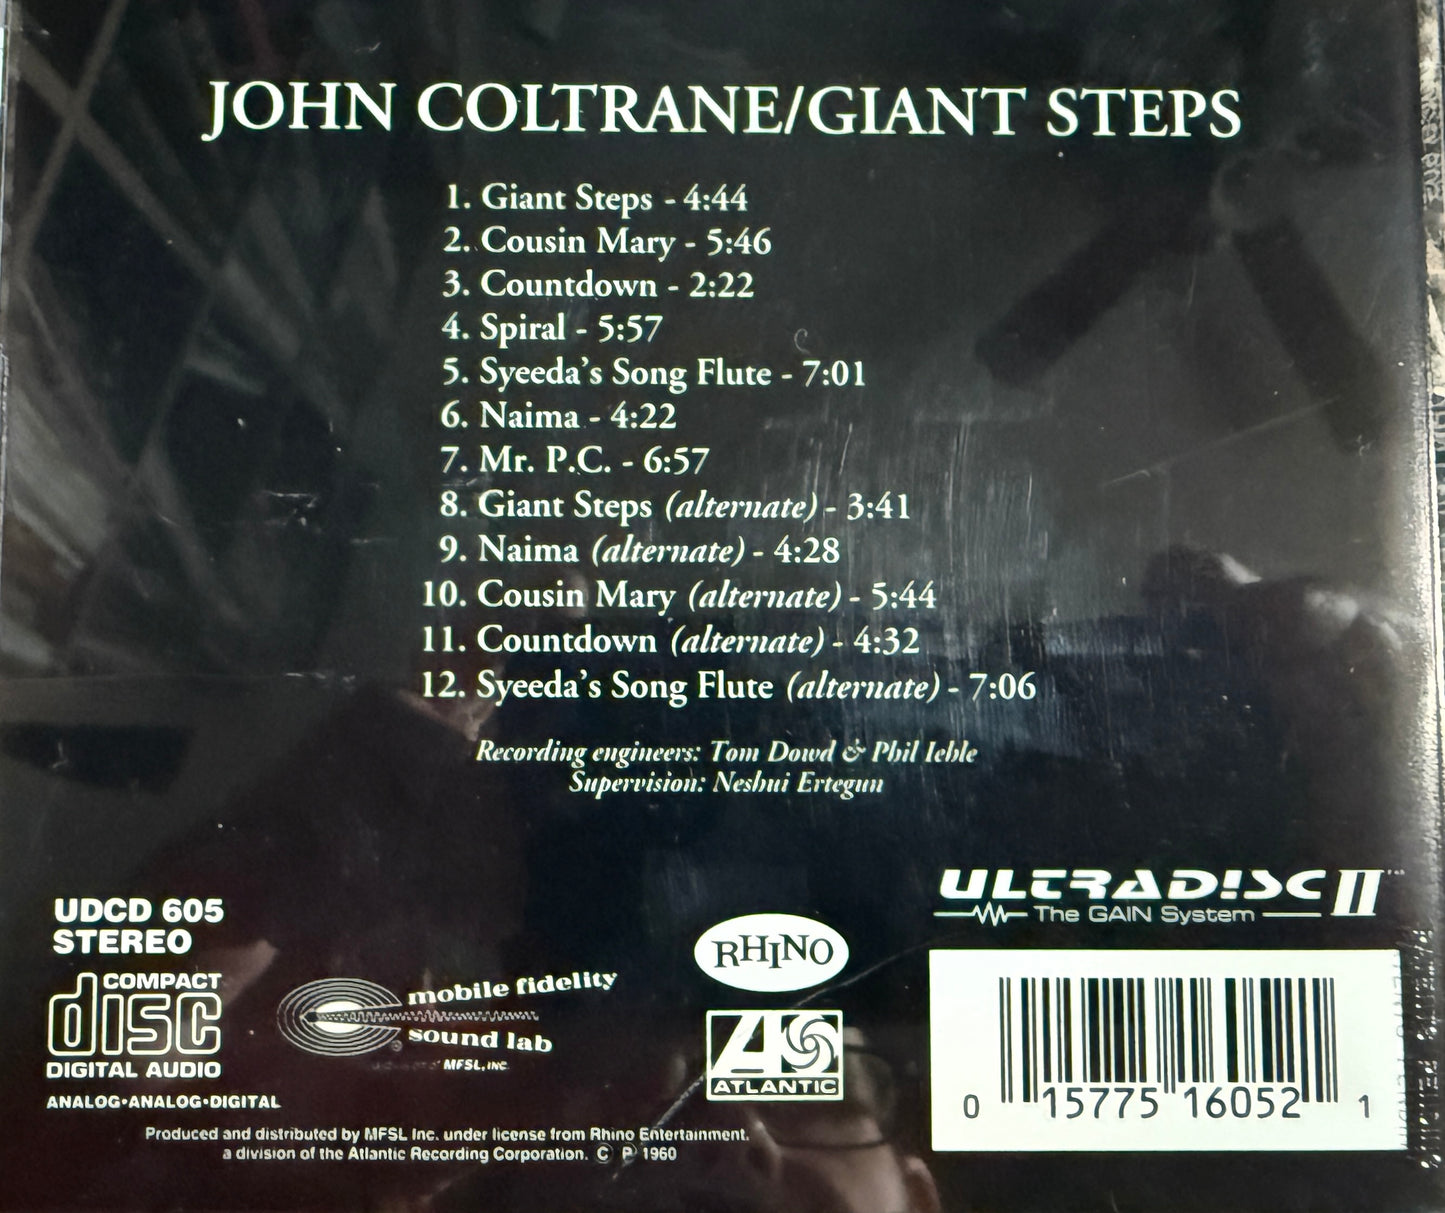 JOHN COLTRANE/GIANT STEPS
1. Giant Steps - 4:44
2. Cousin Mary - 5:46
3. Countdown - 2:22
4. Spiral - 5:57
5. Syeeda's Song Flute - 7:01
6. Naima - 4:22
7. Mr. P.C. - 6:57
8. Giant Steps (alternate) - 3:41
9. Naima (alternate) - 4:28
10. Cousin Mary (alternate) - 5:44
11. Countdown (alternate) - 4:32
12. Syeeda's Song Flute (alternate) - 7:06
Recording engineers: Tom Dowd & Phil Iehle
Supervision: Neshui Ertegun
UDCD 605
STEREO
COMPACT
disc
DIGITAL AUDIO
ANALOG•ANALOG•DIGITAL
mobile fidelity
sound lab
MFSL, INC.
RHINO
ATLANTIC
ULTRADISC II™
The GAIN System
0 15775 16052 1
Produced and distributed by MFSL Inc. under license from Rhino Entertainment.
a division of the Atlantic Recording Corporation. © ℗ 1960